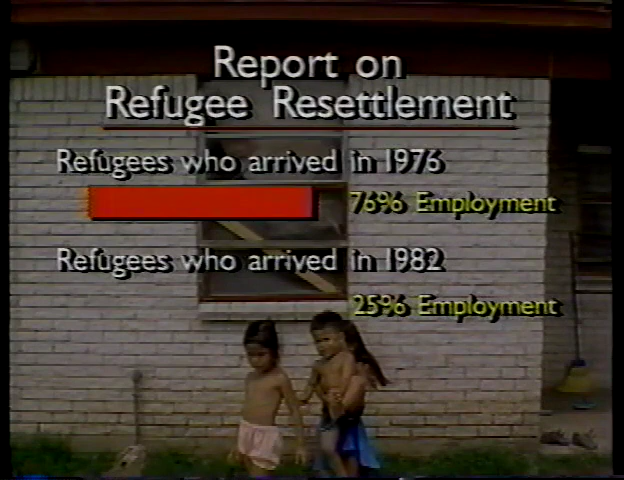 Report on
Refugee Resettlement
Refugees who arrived in 1976
76% Employment
Refugees who arrived in 1982
25% Employment